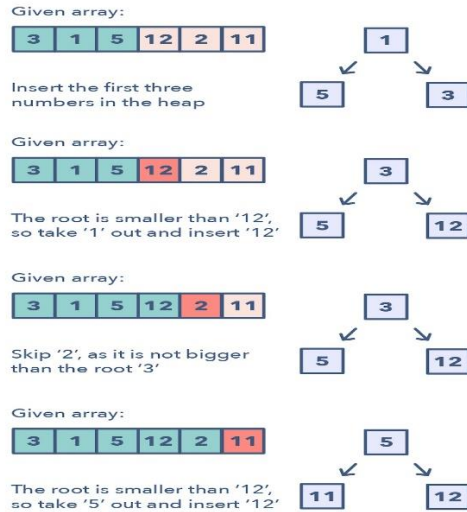 Given array:
3 1 5 12 2 11
1
5 3
Insert the first three
numbers in the heap
Given array:
3 1 5 12 2 11
3
5 12
The root is smaller than '12',
so take '1' out and insert '12'
Given array:
3 1 5 12 2 11
3
5 12
Skip '2', as it is not bigger
than the root '3'
Given array:
3 1 5 12 2 11
5
11 12
The root is smaller than '12',
so take '5' out and insert '12'